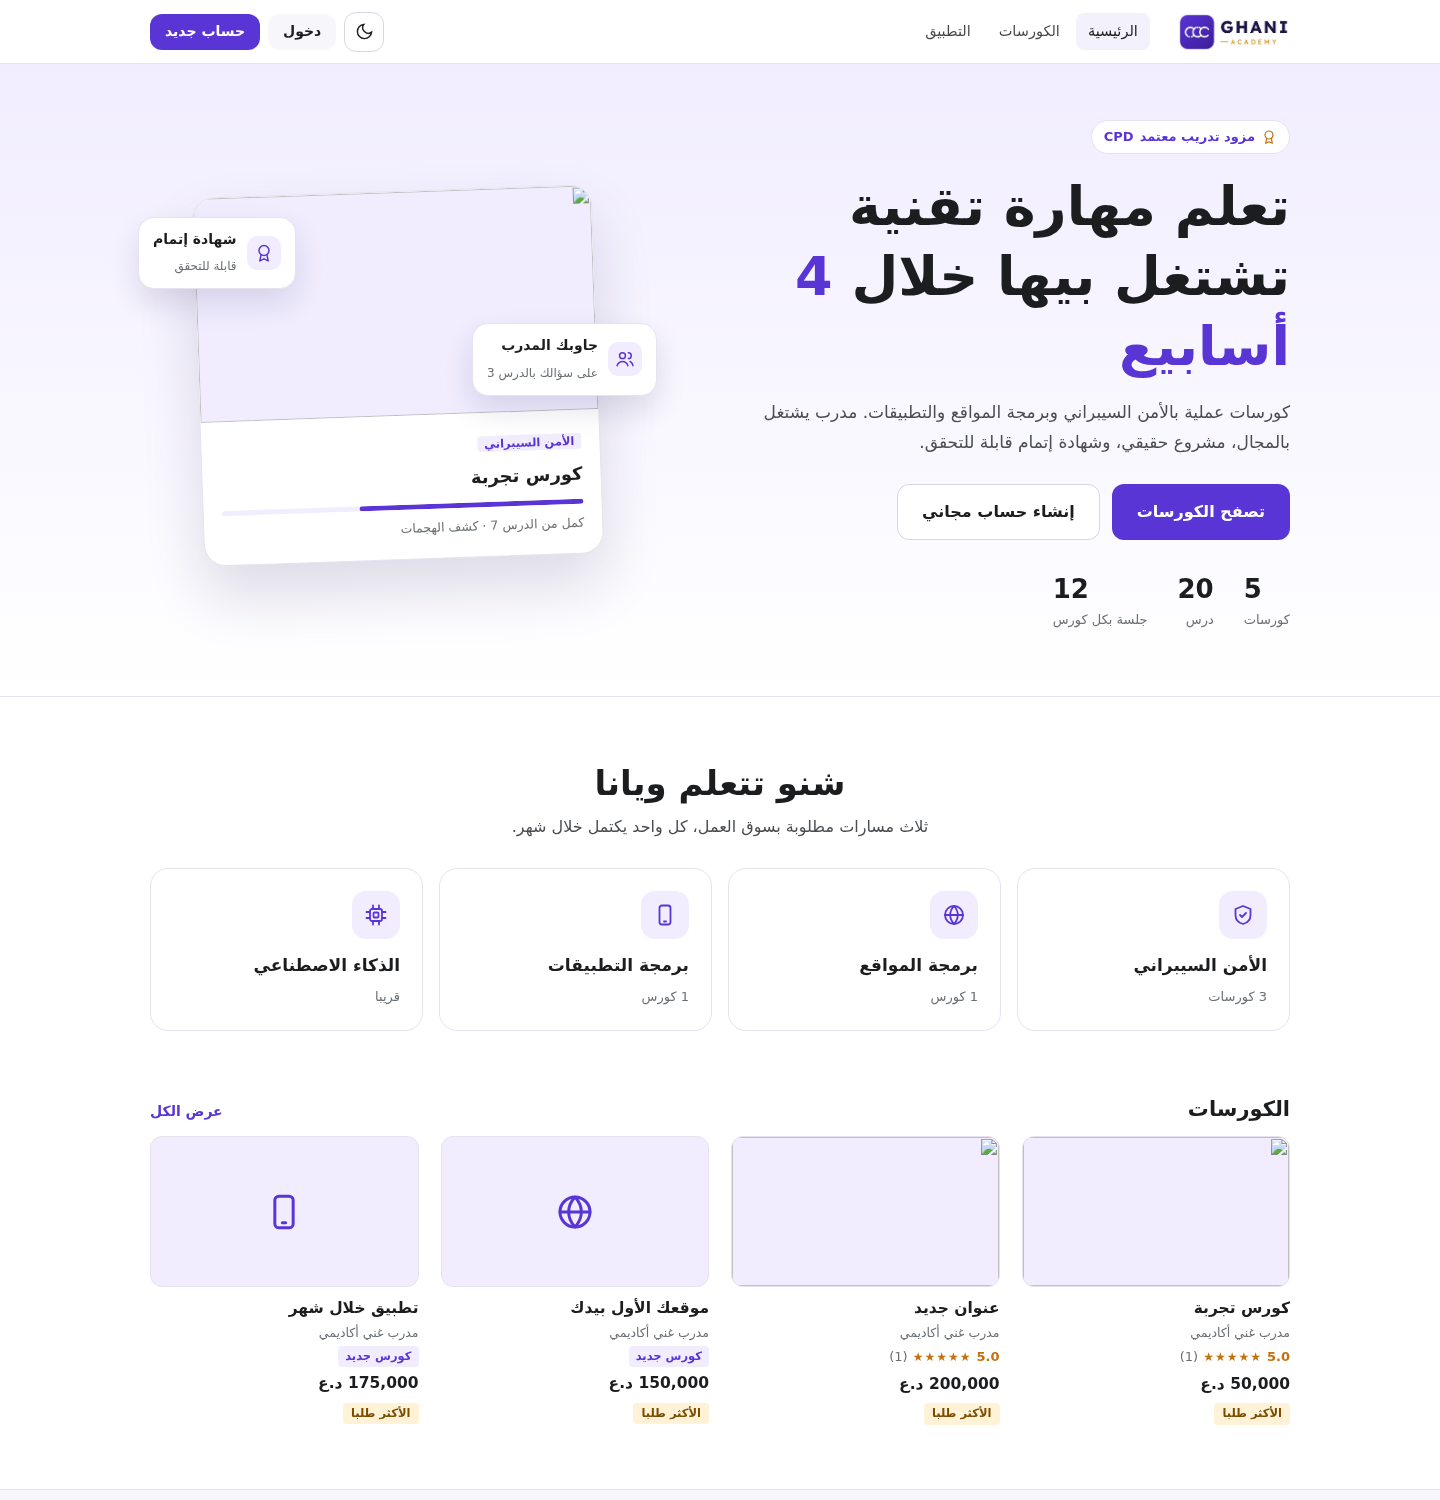 GHANI
ACADEMY
الرئيسية
الكورسات
التطبيق
دخول
حساب جديد
مزود تدريب معتمد CPD
تعلم مهارة تقنية
تشتغل بيها خلال 4
أسابيع
كورسات عملية بالأمن السيبراني وبرمجة المواقع والتطبيقات. مدرب يشتغل
بالمجال، مشروع حقيقي، وشهادة إتمام قابلة للتحقق.
تصفح الكورسات
إنشاء حساب مجاني
5
كورسات
20
درس
12
جلسة بكل كورس
شهادة إتمام
قابلة للتحقق
جاوبك المدرب
على سؤالك بالدرس 3
الأمن السيبراني
كورس تجربة
كمل من الدرس 7 · كشف الهجمات
شنو تتعلم ويانا
ثلاث مسارات مطلوبة بسوق العمل، كل واحد يكتمل خلال شهر.
الأمن السيبراني
3 كورسات
برمجة المواقع
1 كورس
برمجة التطبيقات
1 كورس
الذكاء الاصطناعي
قريبا
الكورسات
عرض الكل
كورس تجربة
مدرب غني أكاديمي
5.0 ★★★★★ (1)
50,000 د.ع
الأكثر طلبا
عنوان جديد
مدرب غني أكاديمي
5.0 ★★★★★ (1)
200,000 د.ع
الأكثر طلبا
موقعك الأول بيدك
مدرب غني أكاديمي
كورس جديد
150,000 د.ع
الأكثر طلبا
تطبيق خلال شهر
مدرب غني أكاديمي
كورس جديد
175,000 د.ع
الأكثر طلبا